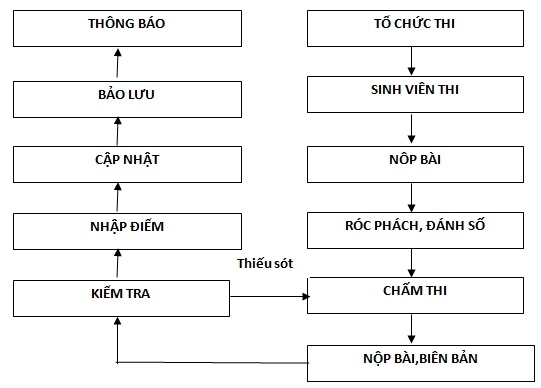 THÔNG BÁO
BẢO LƯU
CẬP NHẬT
NHẬP ĐIỂM
KIỂM TRA
Thiếu sót
TỔ CHỨC THI
SINH VIÊN THI
NỘP BÀI
RÓC PHÁCH, ĐÁNH SỐ
CHẤM THI
NỘP BÀI,BIÊN BẢN